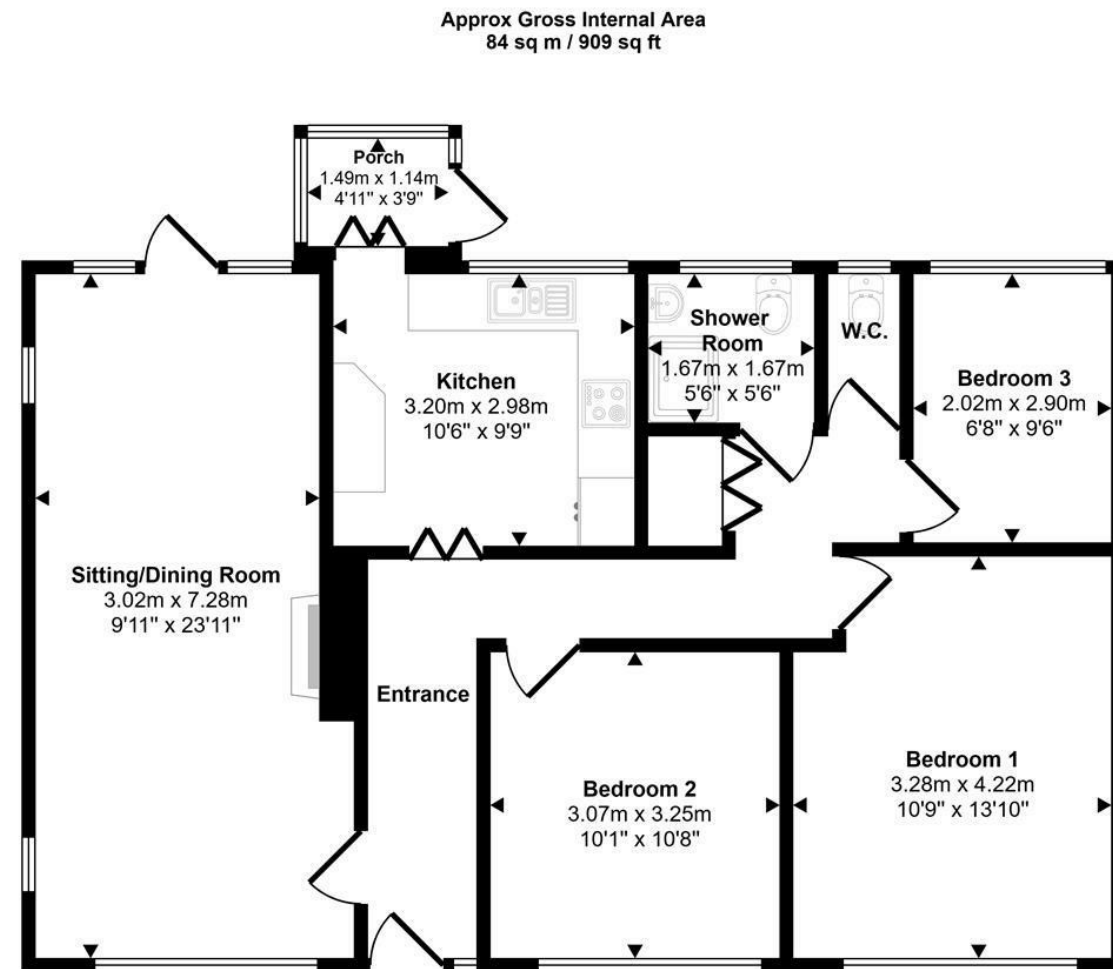 Approx Gross Internal Area
84 sq m / 909 sq ft
Porch
1.49m x 1.14m
4'11" x 3'9"
Kitchen
3.20m x 2.98m
10'6" x 9'9"
Shower
Room
1.67m x 1.67m
5'6" x 5'6"
W.C.
Bedroom 3
2.02m x 2.90m
6'8" x 9'6"
Sitting/Dining Room
3.02m x 7.28m
9'11" x 23'11"
Entrance
Bedroom 2
3.07m x 3.25m
10'1" x 10'8"
Bedroom 1
3.28m x 4.22m
10'9" x 13'10"